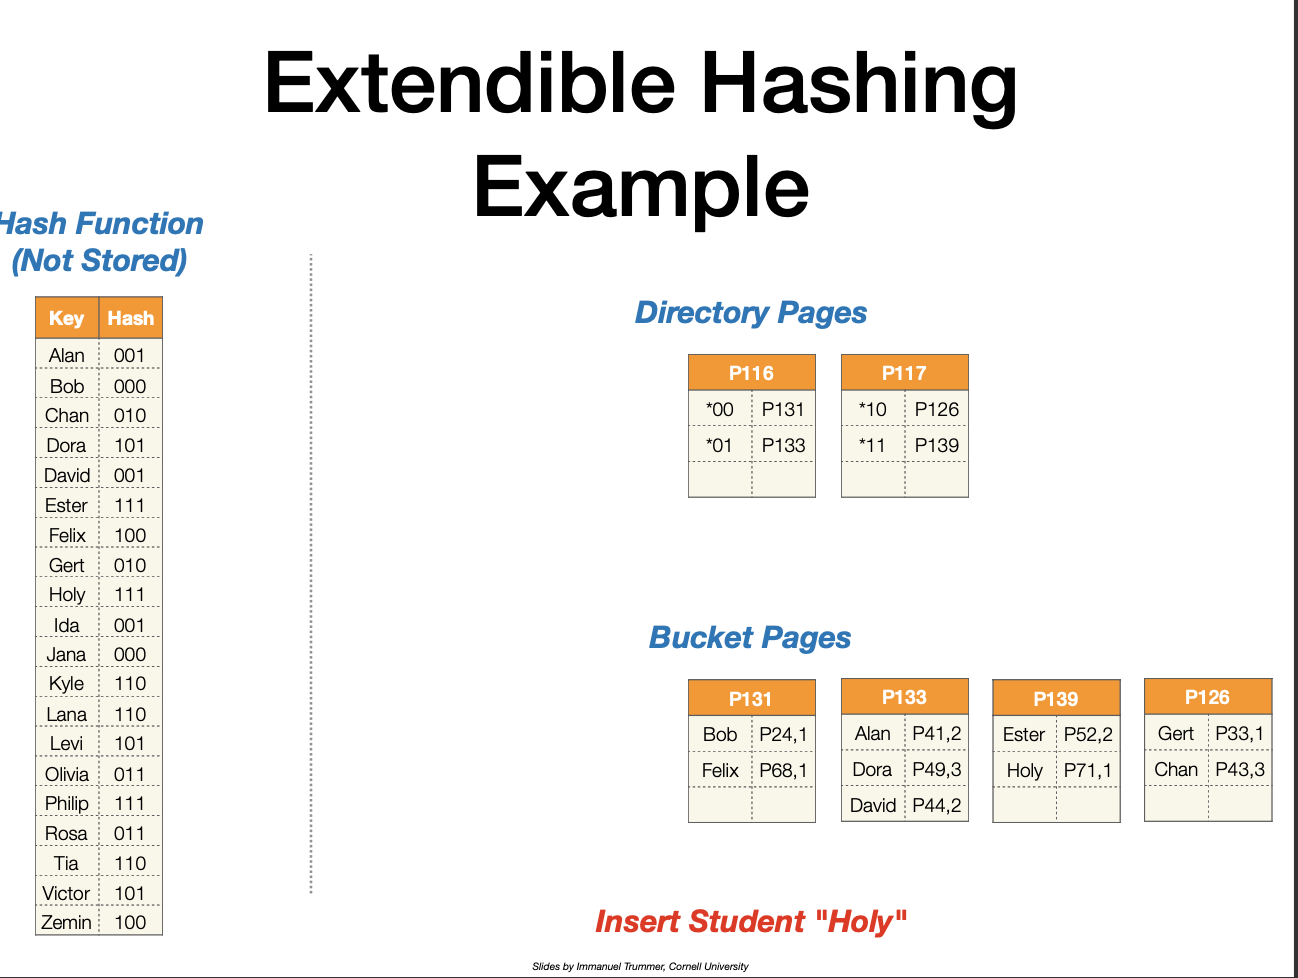 Extendible Hashing
Example
Hash Function
(Not Stored)
Key Hash
Alan 001
Bob 000
Chan 010
Dora 101
David 001
Ester 111
Felix 100
Gert 010
Holy 111
Ida 001
Jana 000
Kyle 110
Lana 110
Levi 101
Olivia 011
Philip 111
Rosa 011
Tia 110
Victor 101
Zemin 100
Directory Pages
P116
*00 P131
*01 P133
P117
*10 P126
*11 P139
Bucket Pages
P131
Bob P24,1
Felix P68,1
P133
Alan P41,2
Dora P49,3
David P44,2
P139
Ester P52,2
Holy P71,1
P126
Gert P33,1
Chan P43,3
Insert Student "Holy"
Slides by Immanuel Trummer, Cornell University